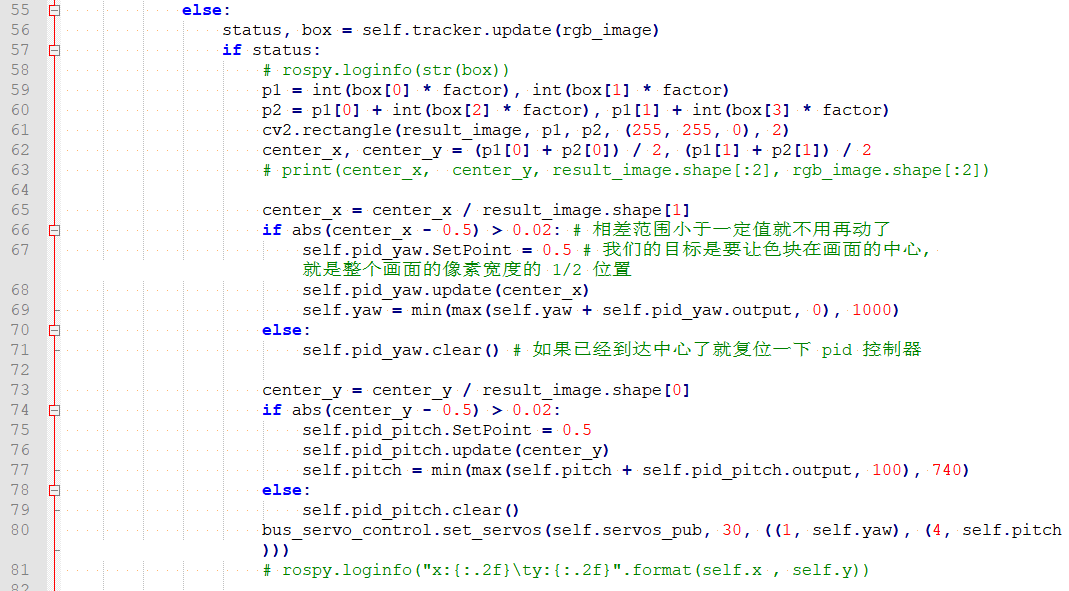 55 else:
56 status, box = self.tracker.update(rgb_image)
57 if status:
58 # rospy.loginfo(str(box))
59 p1 = int(box[0] * factor), int(box[1] * factor)
60 p2 = p1[0] + int(box[2] * factor), p1[1] + int(box[3] * factor)
61 cv2.rectangle(result_image, p1, p2, (255, 255, 0), 2)
62 center_x, center_y = (p1[0] + p2[0]) / 2, (p1[1] + p2[1]) / 2
63 # print(center_x,  center_y, result_image.shape[:2], rgb_image.shape[:2])
64
65 center_x = center_x / result_image.shape[1]
66 if abs(center_x - 0.5) > 0.02: # 相差范围小于一定值就不用再动了
67 self.pid_yaw.SetPoint = 0.5 # 我们的目标是要让色块在画面的中心,
就是整个画面的像素宽度的 1/2 位置
68 self.pid_yaw.update(center_x)
69 self.yaw = min(max(self.yaw + self.pid_yaw.output, 0), 1000)
70 else:
71 self.pid_yaw.clear() # 如果已经到达中心了就复位一下 pid 控制器
72
73 center_y = center_y / result_image.shape[0]
74 if abs(center_y - 0.5) > 0.02:
75 self.pid_pitch.SetPoint = 0.5
76 self.pid_pitch.update(center_y)
77 self.pitch = min(max(self.pitch + self.pid_pitch.output, 100), 740)
78 else:
79 self.pid_pitch.clear()
80 bus_servo_control.set_servos(self.servos_pub, 30, ((1, self.yaw), (4, self.pitch
)))
81 # rospy.loginfo("x:{:.2f}\ty:{:.2f}".format(self.x , self.y))
82